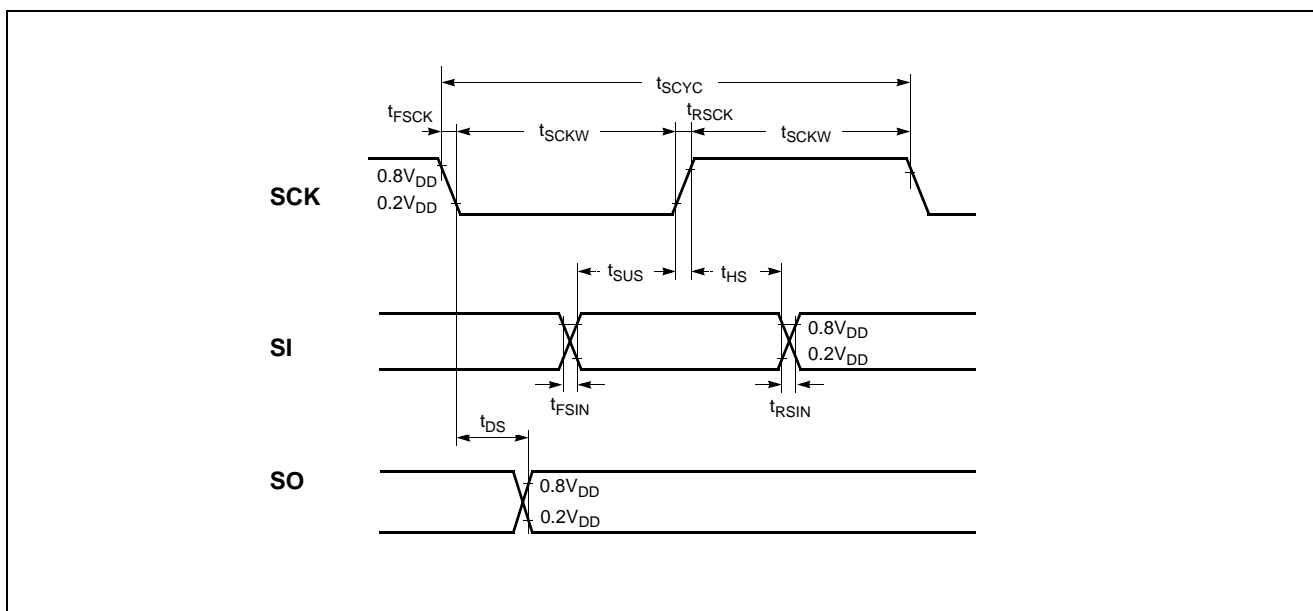 tSCYC
tFSCK
tRSCK
tSCKW
tSCKW
SCK
0.8VDD
0.2VDD
tSUS
tHS
SI
0.8VDD
0.2VDD
tFSIN
tRSIN
tDS
SO
0.8VDD
0.2VDD